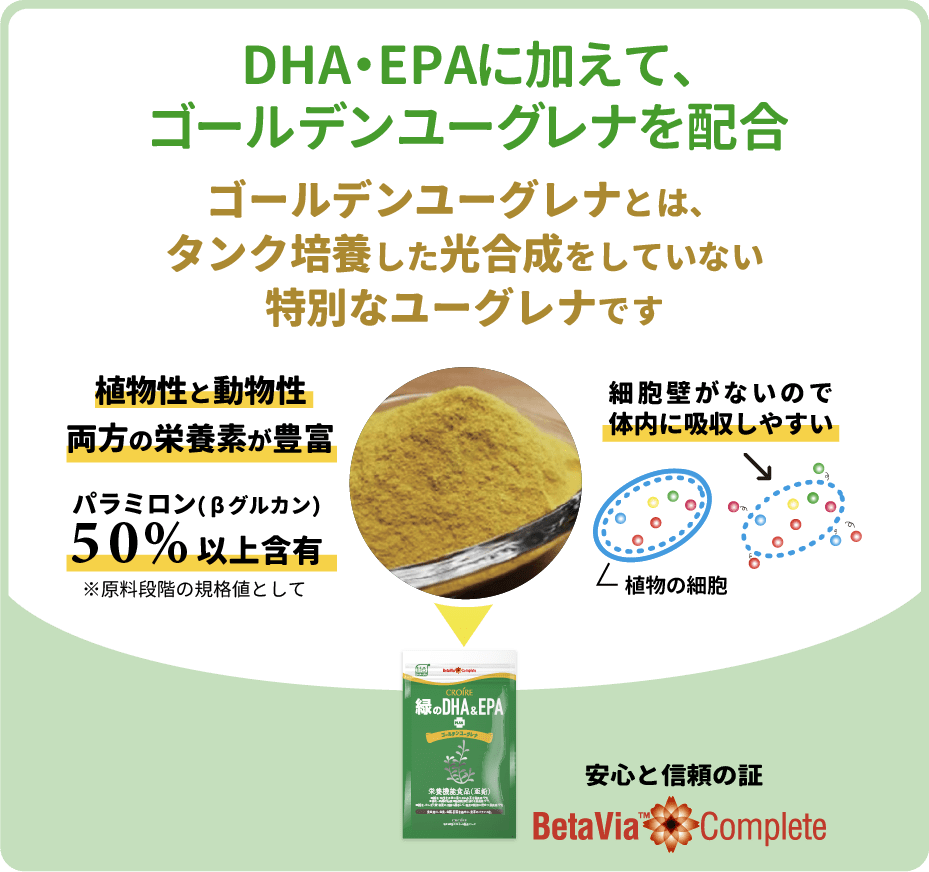 DHA・EPAに加えて、
ゴールデンユーグレナを配合
ゴールデンユーグレナとは、
タンク培養した光合成をしていない
特別なユーグレナです
植物性と動物性
両方の栄養素が豊富
パラミロン(βグルカン)
50%以上含有
※原料段階の規格値として
細胞壁がないので
体内に吸収しやすい
植物の細胞
BetaVia Complete
CROIRE
緑のDHA&EPA
PLUS
ゴールデンユーグレナ
栄養機能食品(亜鉛)
安心と信頼の証
BetaVia™ Complete